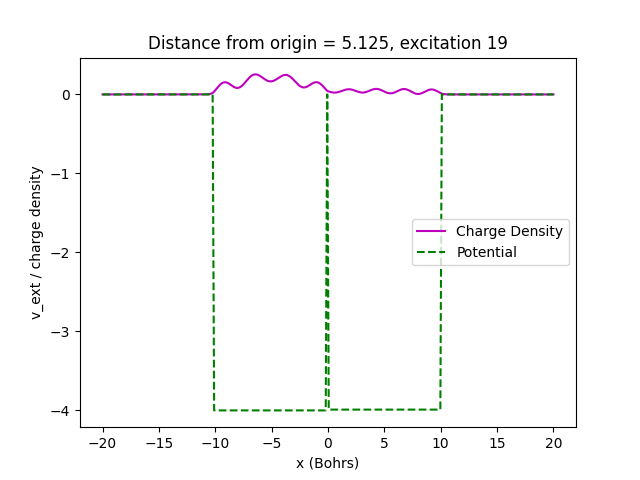 Distance from origin = 5.125, excitation 19
v_ext / charge density
0
−1
−2
−3
−4
Charge Density
Potential
−20
−15
−10
−5
0
5
10
15
20
x (Bohrs)